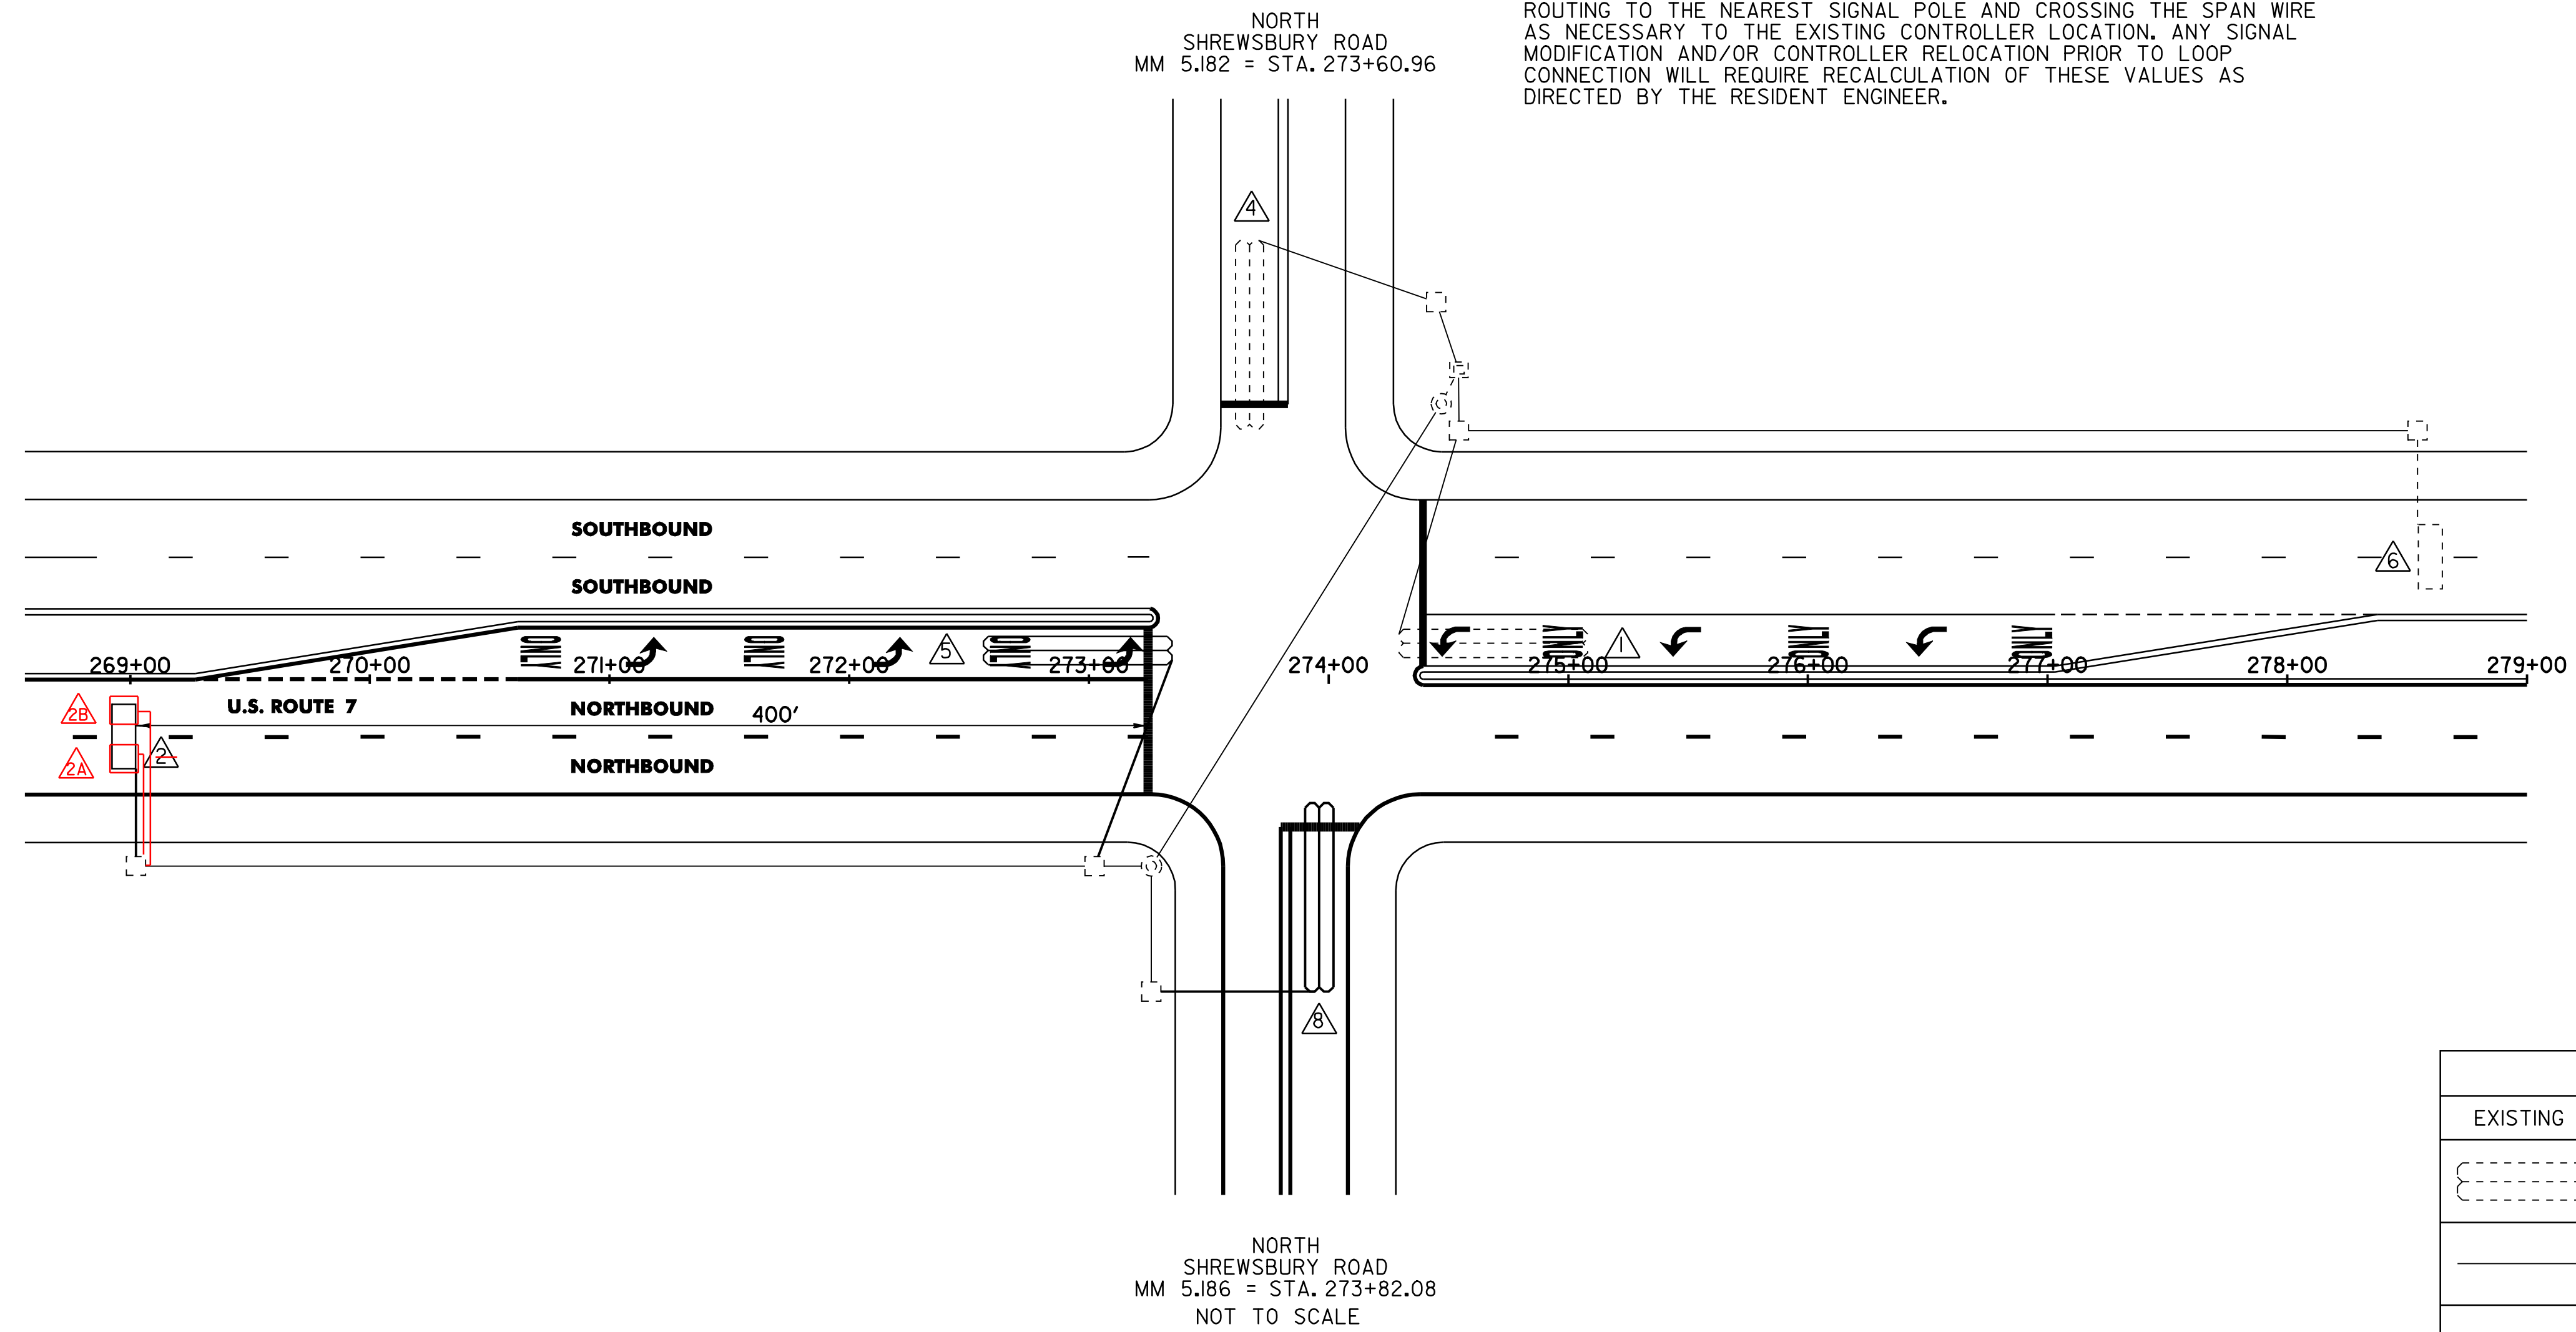 NORTH
SHREWSBURY ROAD
MM 5.182 = STA. 273+60.96
ROUTING TO THE NEAREST SIGNAL POLE AND CROSSING THE SPAN WIRE
AS NECESSARY TO THE EXISTING CONTROLLER LOCATION. ANY SIGNAL
MODIFICATION AND/OR CONTROLLER RELOCATION PRIOR TO LOOP
CONNECTION WILL REQUIRE RECALCULATION OF THESE VALUES AS
DIRECTED BY THE RESIDENT ENGINEER.
4
SOUTHBOUND
6
SOUTHBOUND
ONLY
ONLY
5
ONLY
ONLY
1
ONLY
ONLY
269+00
270+00
271+00
272+00
273+00
274+00
275+00
276+00
277+00
278+00
279+00
2B
U.S. ROUTE 7
NORTHBOUND
400'
2
2A
NORTHBOUND
8
EXISTING
NORTH
SHREWSBURY ROAD
MM 5.186 = STA. 273+82.08
NOT TO SCALE